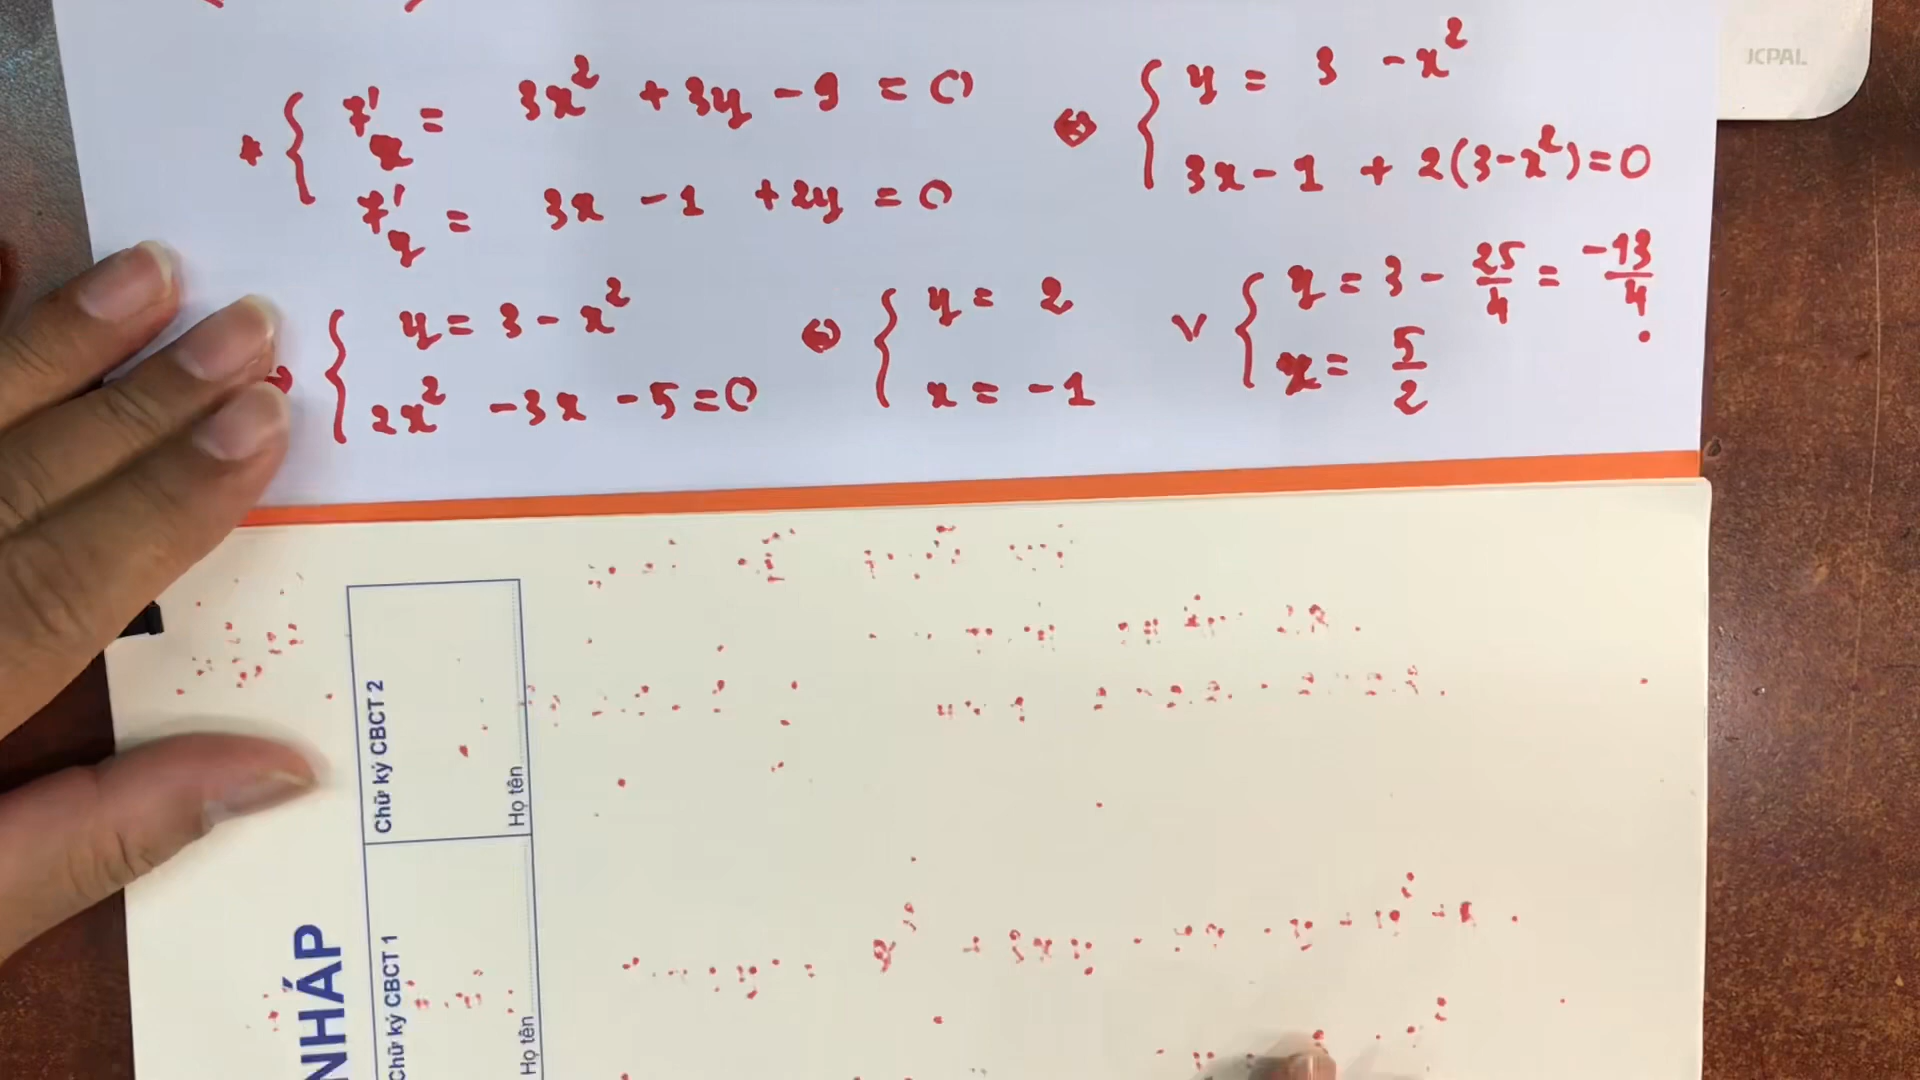 JCPAL
* { 7'x = 3x² + 3y - 9 = 0 ⇔ { y = 3 - x²
7'y = 3x - 1 + 2y = 0 3x - 1 + 2(3-x²) = 0
{ y = 3 - x² ⇔ { y = 2 ∨ { y = 3 - 25/4 = -13/4
2x² - 3x - 5 = 0 x = -1 x = 5/2
NHÁP
Chữ ký CBCT 2
Họ tên
Chữ ký CBCT 1
Họ tên